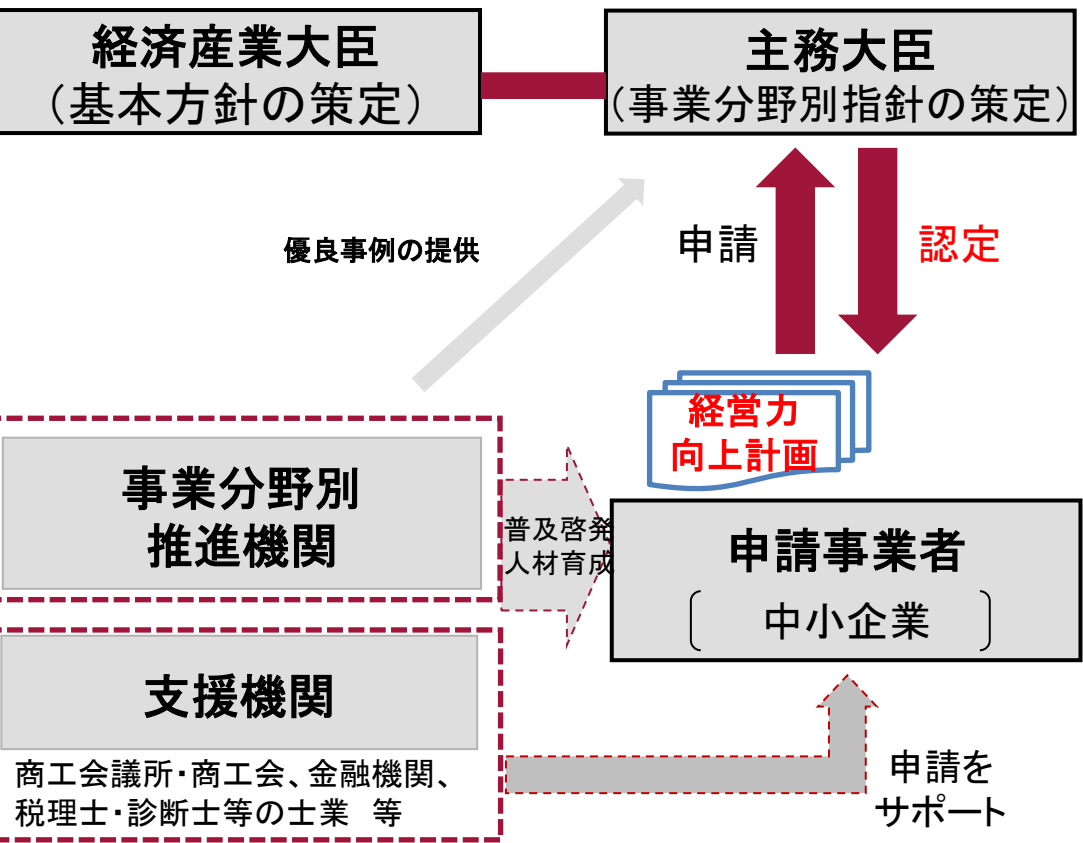 経済産業大臣
（基本方針の策定）
主務大臣
（事業分野別指針の策定）
優良事例の提供
申請
認定
経営力
向上計画
事業分野別
推進機関
普及啓発
人材育成
申請事業者
中小企業
支援機関
商工会議所・商工会、金融機関、
税理士・診断士等の士業　等
申請を
サポート